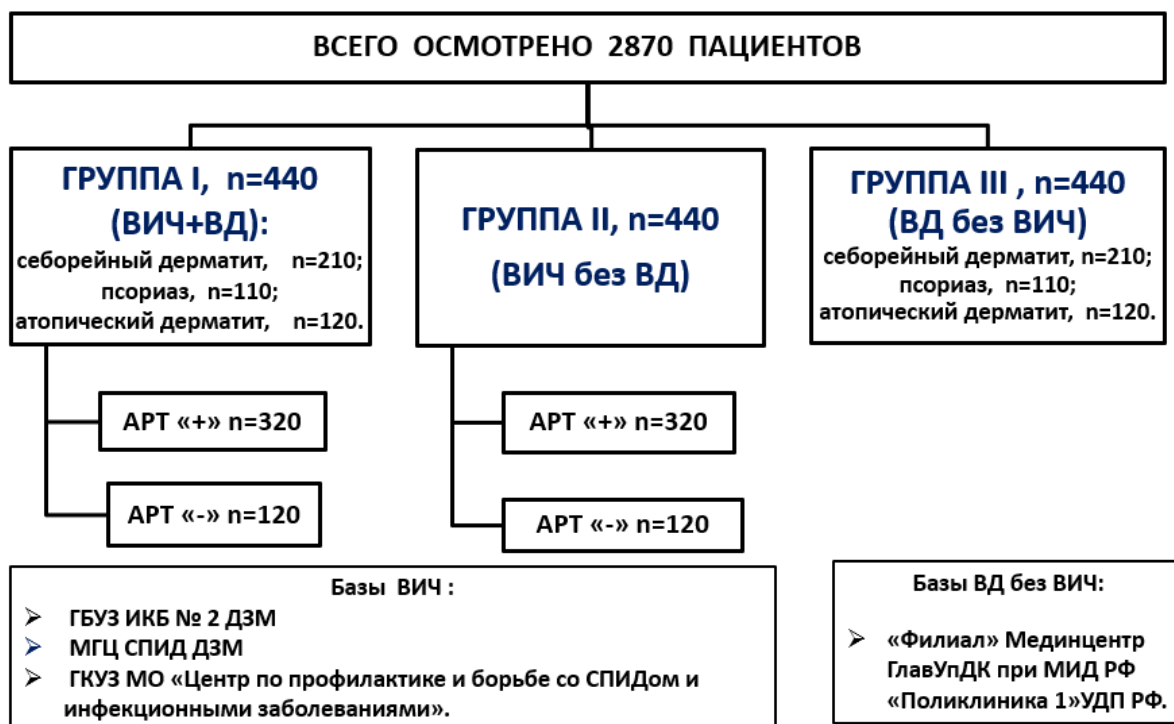 ВСЕГО ОСМОТРЕНО 2870 ПАЦИЕНТОВ
ГРУППА I, n=440
(ВИЧ+ВД):
себорейный дерматит, n=210;
псориаз, n=110;
атопический дерматит, n=120.
ГРУППА II, n=440
(ВИЧ без ВД)
ГРУППА III , n=440
(ВД без ВИЧ)
себорейный дерматит, n=210;
псориаз, n=110;
атопический дерматит, n=120.
АРТ «+» n=320
АРТ «-» n=120
АРТ «+» n=320
АРТ «-» n=120
Базы ВИЧ :
➢ ГБУЗ ИКБ № 2 ДЗМ
➢ МГЦ СПИД ДЗМ
➢ ГКУЗ МО «Центр по профилактике и борьбе со СПИДом и
инфекционными заболеваниями».
Базы ВД без ВИЧ:
➢ «Филиал» Мединцентр
ГлавУпДК при МИД РФ
«Поликлиника 1»УДП РФ.